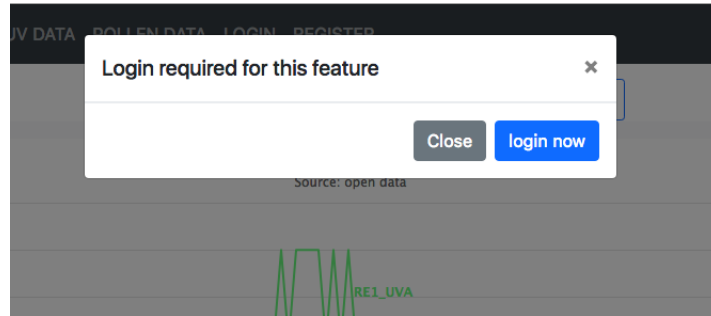 UV DATA POLLEN DATA LOGIN REGISTER
Login required for this feature ×
Close login now
Source: open data
RE1_UVA